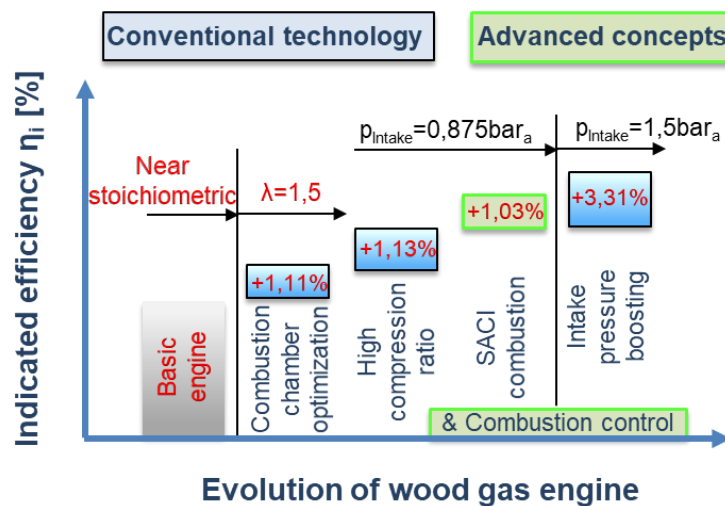 Conventional technology
Advanced concepts
Indicated efficiency ηi [%]
pIntake=0,875bara
pIntake=1,5bara
Near
stoichiometric
λ=1,5
+1,11%
+1,13%
+1,03%
+3,31%
Basic
engine
Combustion
chamber
optimization
High
compression
ratio
SACI
combustion
Intake
pressure
boosting
& Combustion control
Evolution of wood gas engine